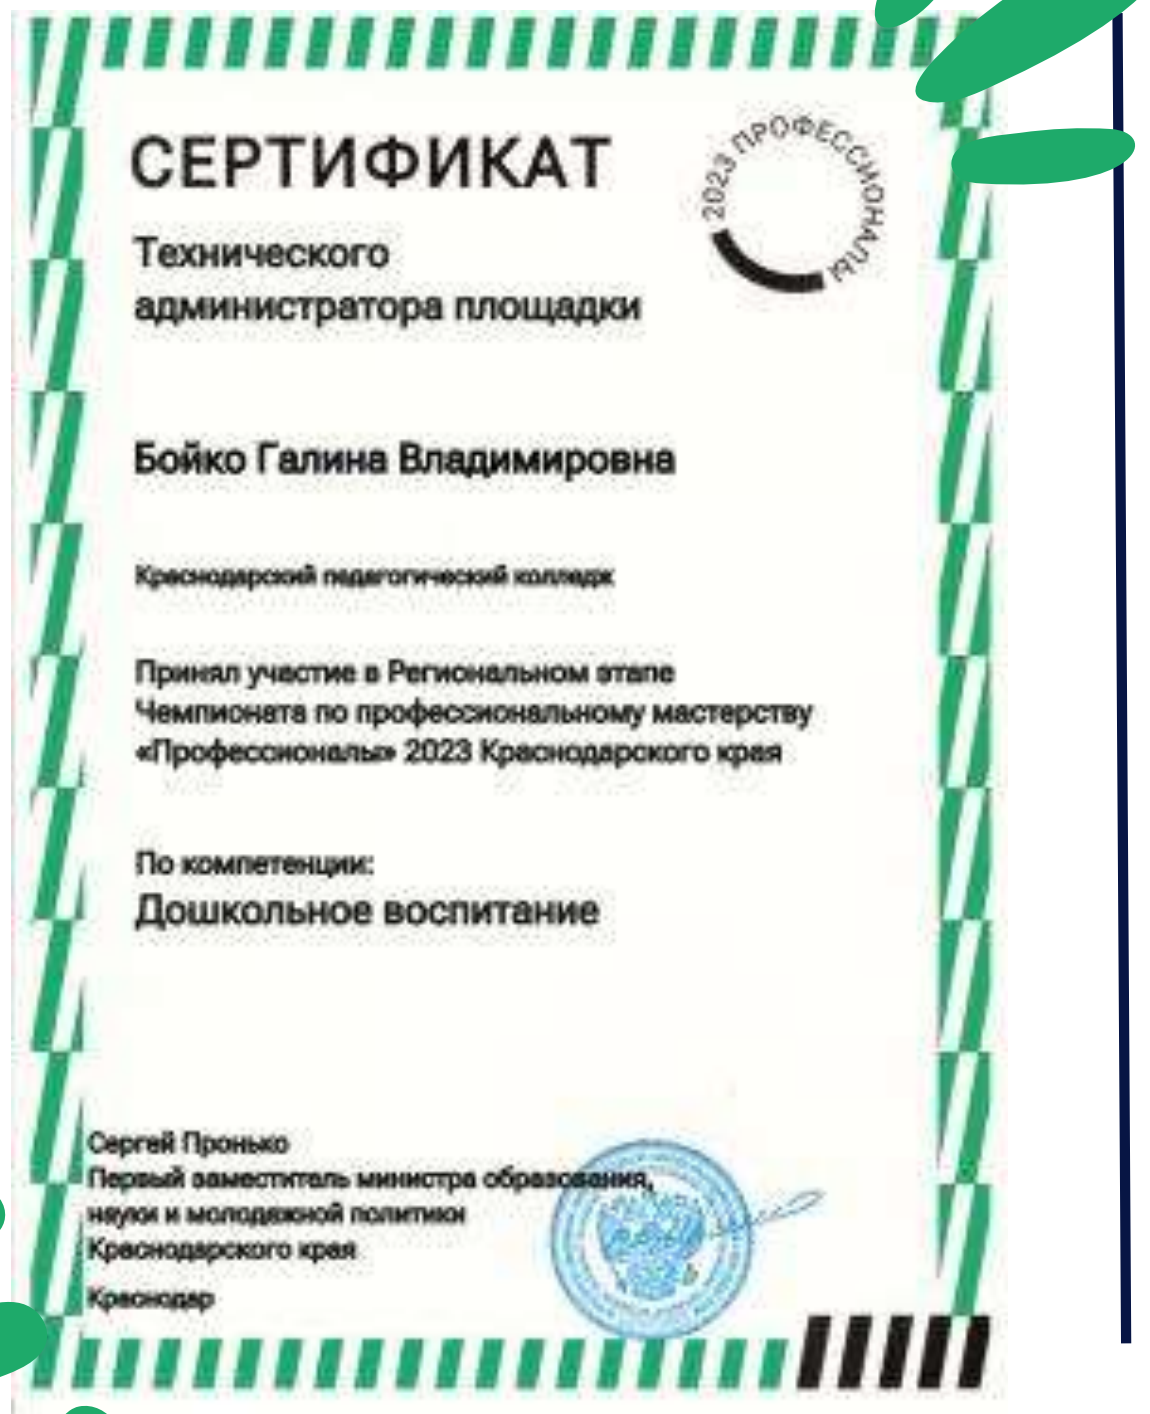 СЕРТИФИКАТ
2023 ПРОФЕССИОНАЛЫ
Технического
администратора площадки
Бойко Галина Владимировна
Краснодарский педагогический колледж
Принял участие в Региональном этапе
Чемпионата по профессиональному мастерству
«Профессионалы» 2023 Краснодарского края
По компетенции:
Дошкольное воспитание
Сергей Пронько
Первый заместитель министра образования,
науки и молодежной политики
Краснодарского края
Краснодар